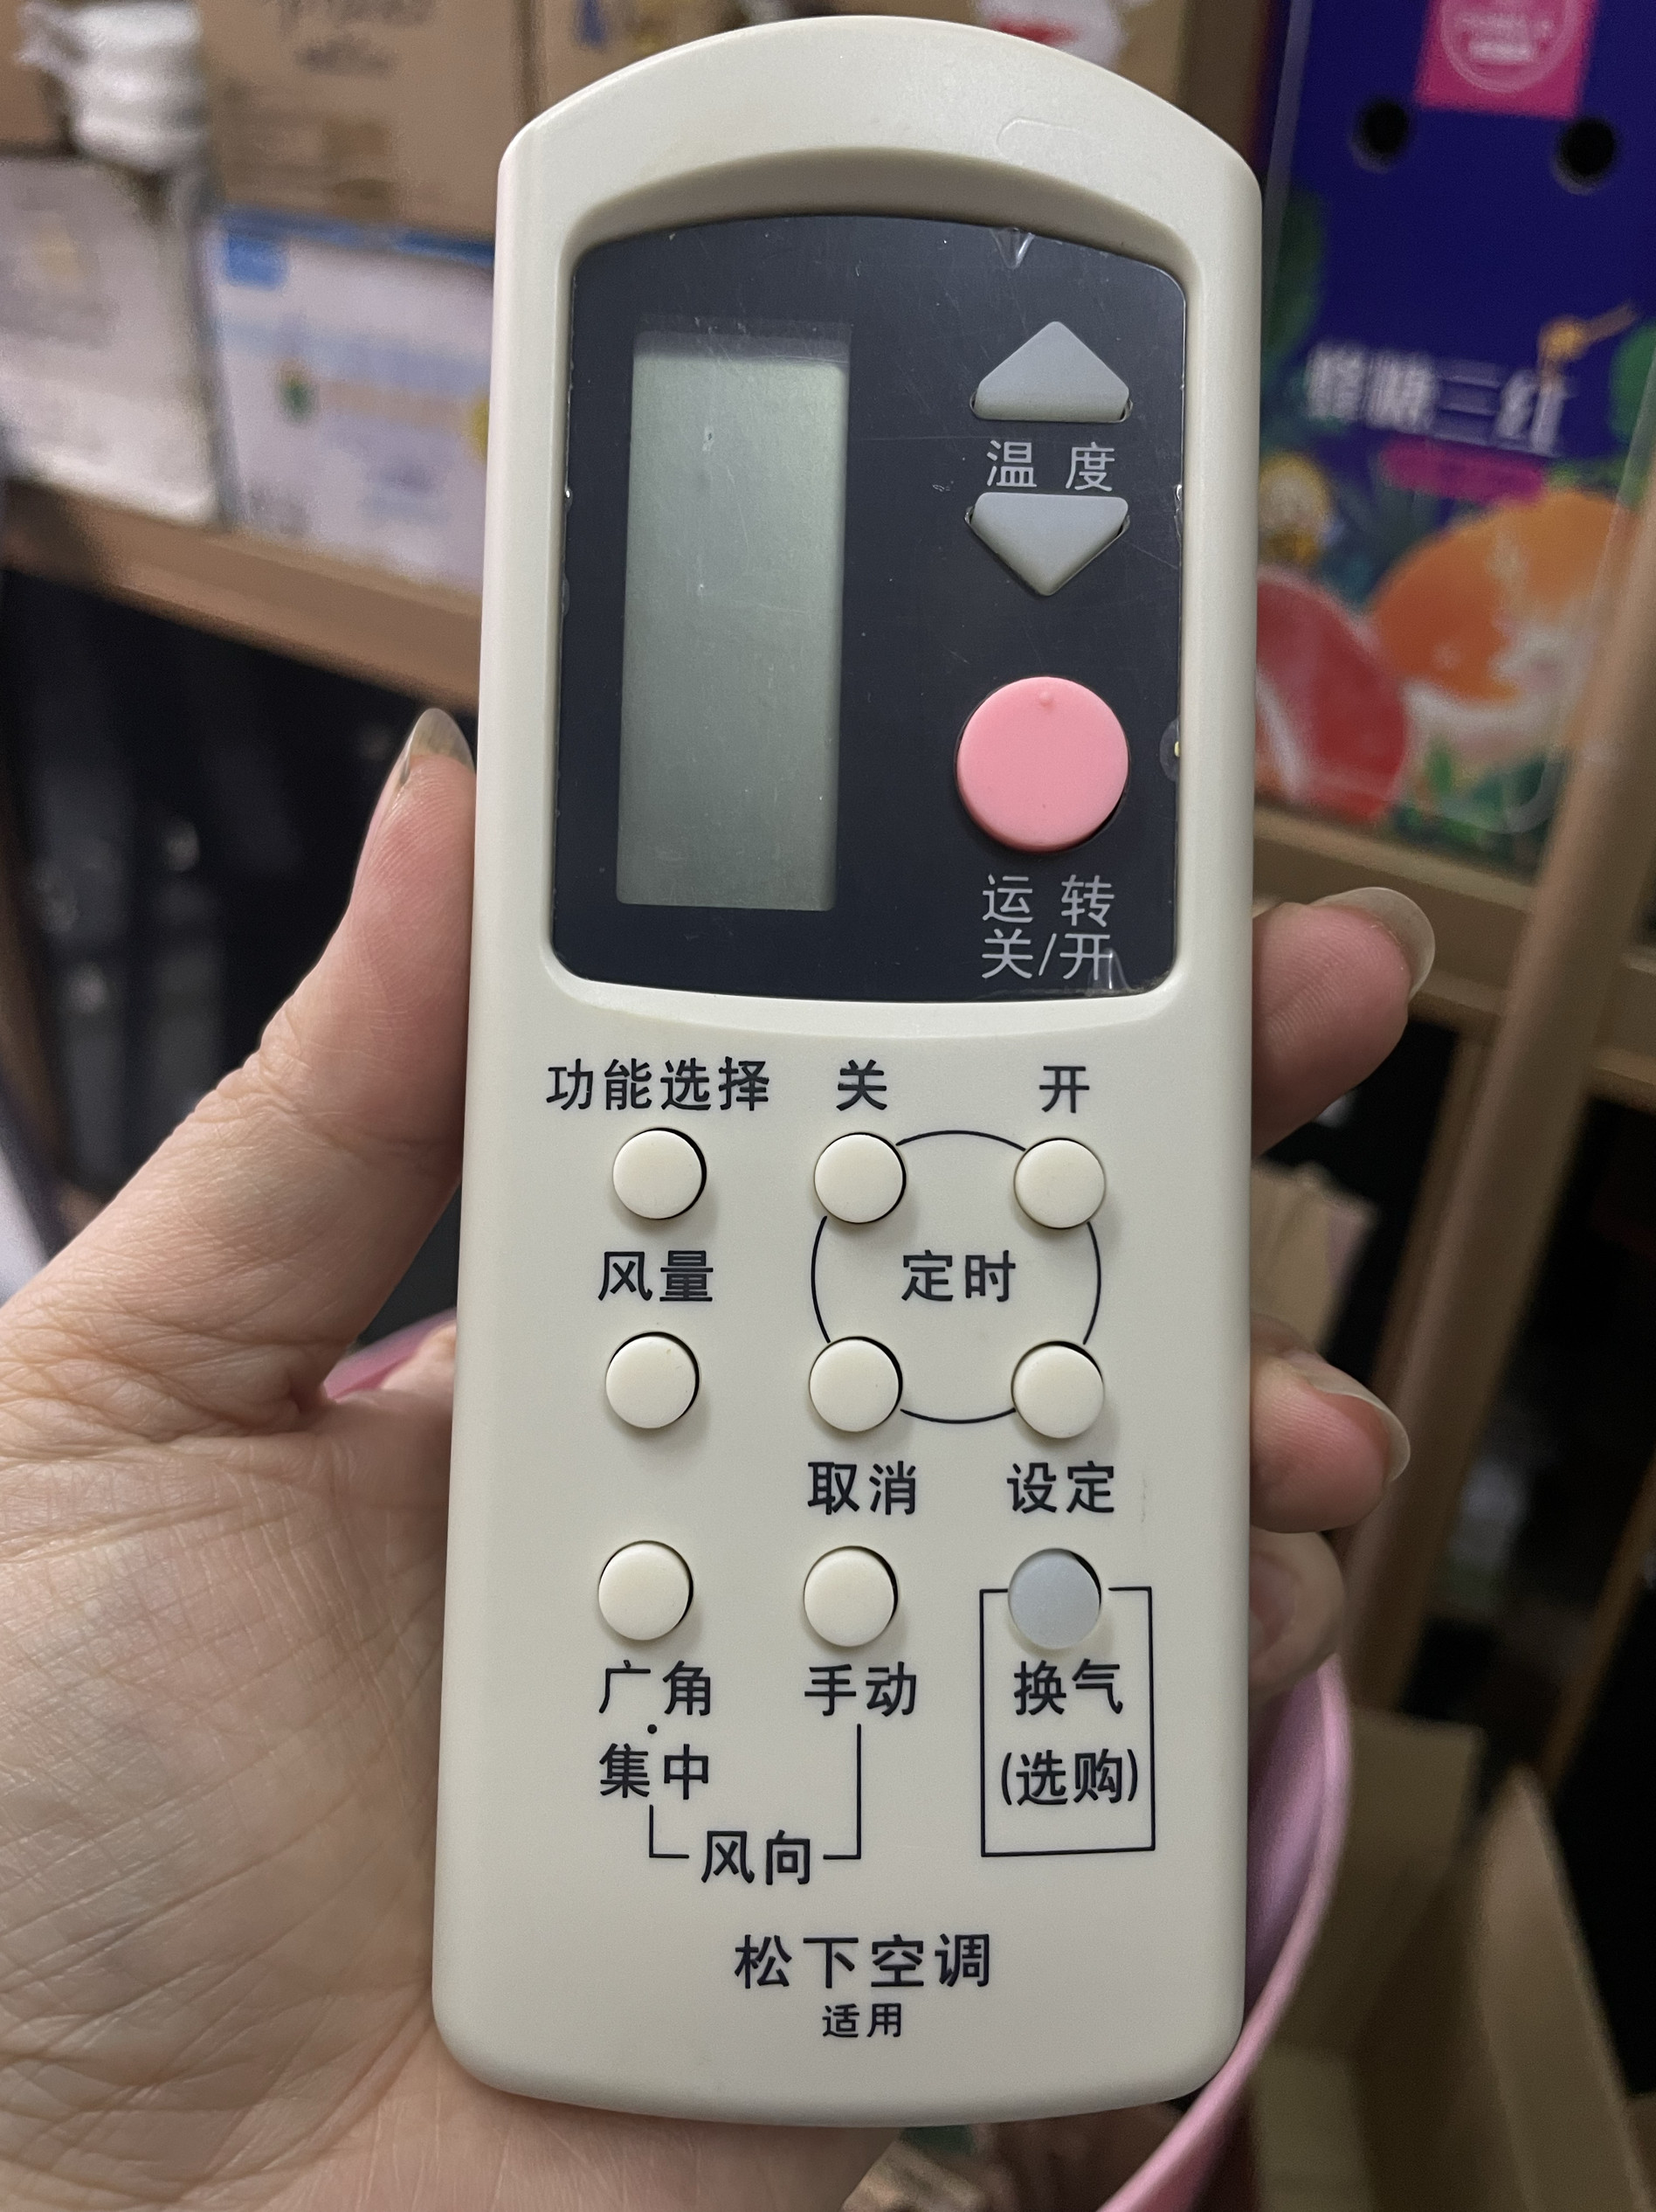 温度
运转
关/开
功能选择 关 开
风量 定时
取消 设定
广角 手动 换气
集中 (选购)
风向
松下空调
适用